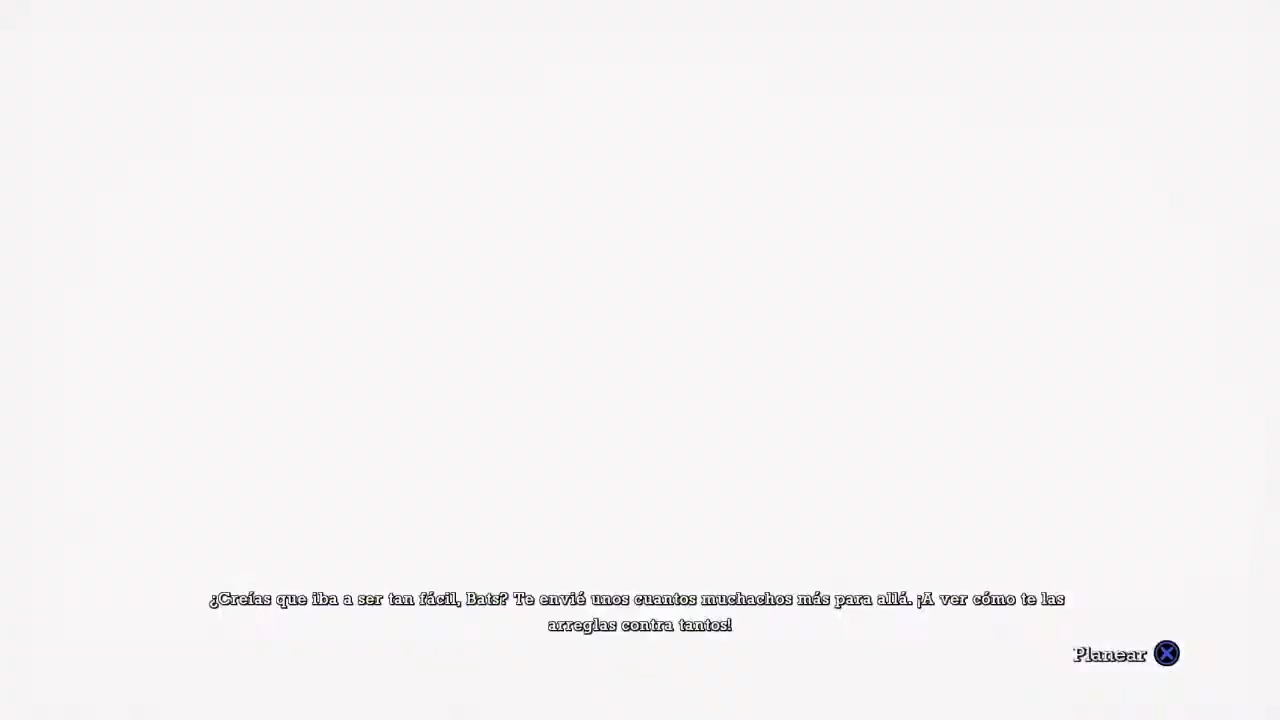 ¿Creías que iba a ser tan fácil, Bats? Te envié unos cuantos muchachos más para allá. ¡A ver cómo te las
arreglas contra tantos!
Planear